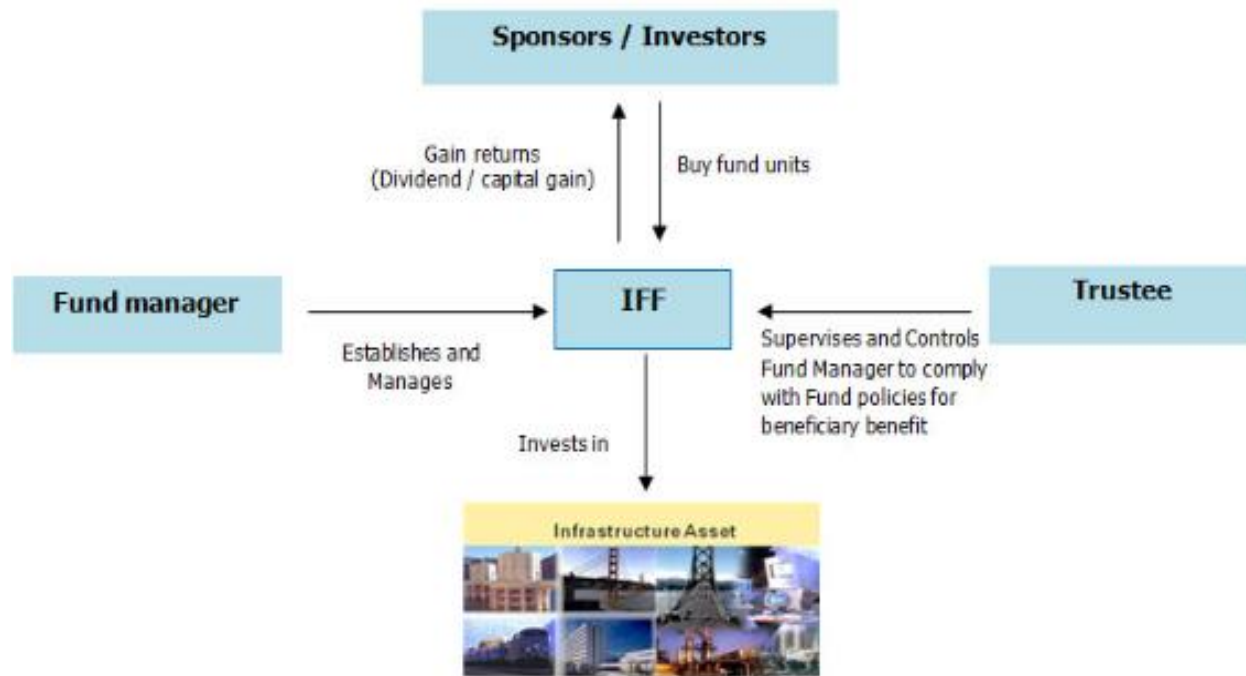 Sponsors / Investors
Gain returns
(Dividend / capital gain)
Buy fund units
Fund manager
IFF
Trustee
Establishes and
Manages
Supervises and Controls
Fund Manager to comply
with Fund policies for
beneficiary benefit
Invests in
Infrastructure Asset